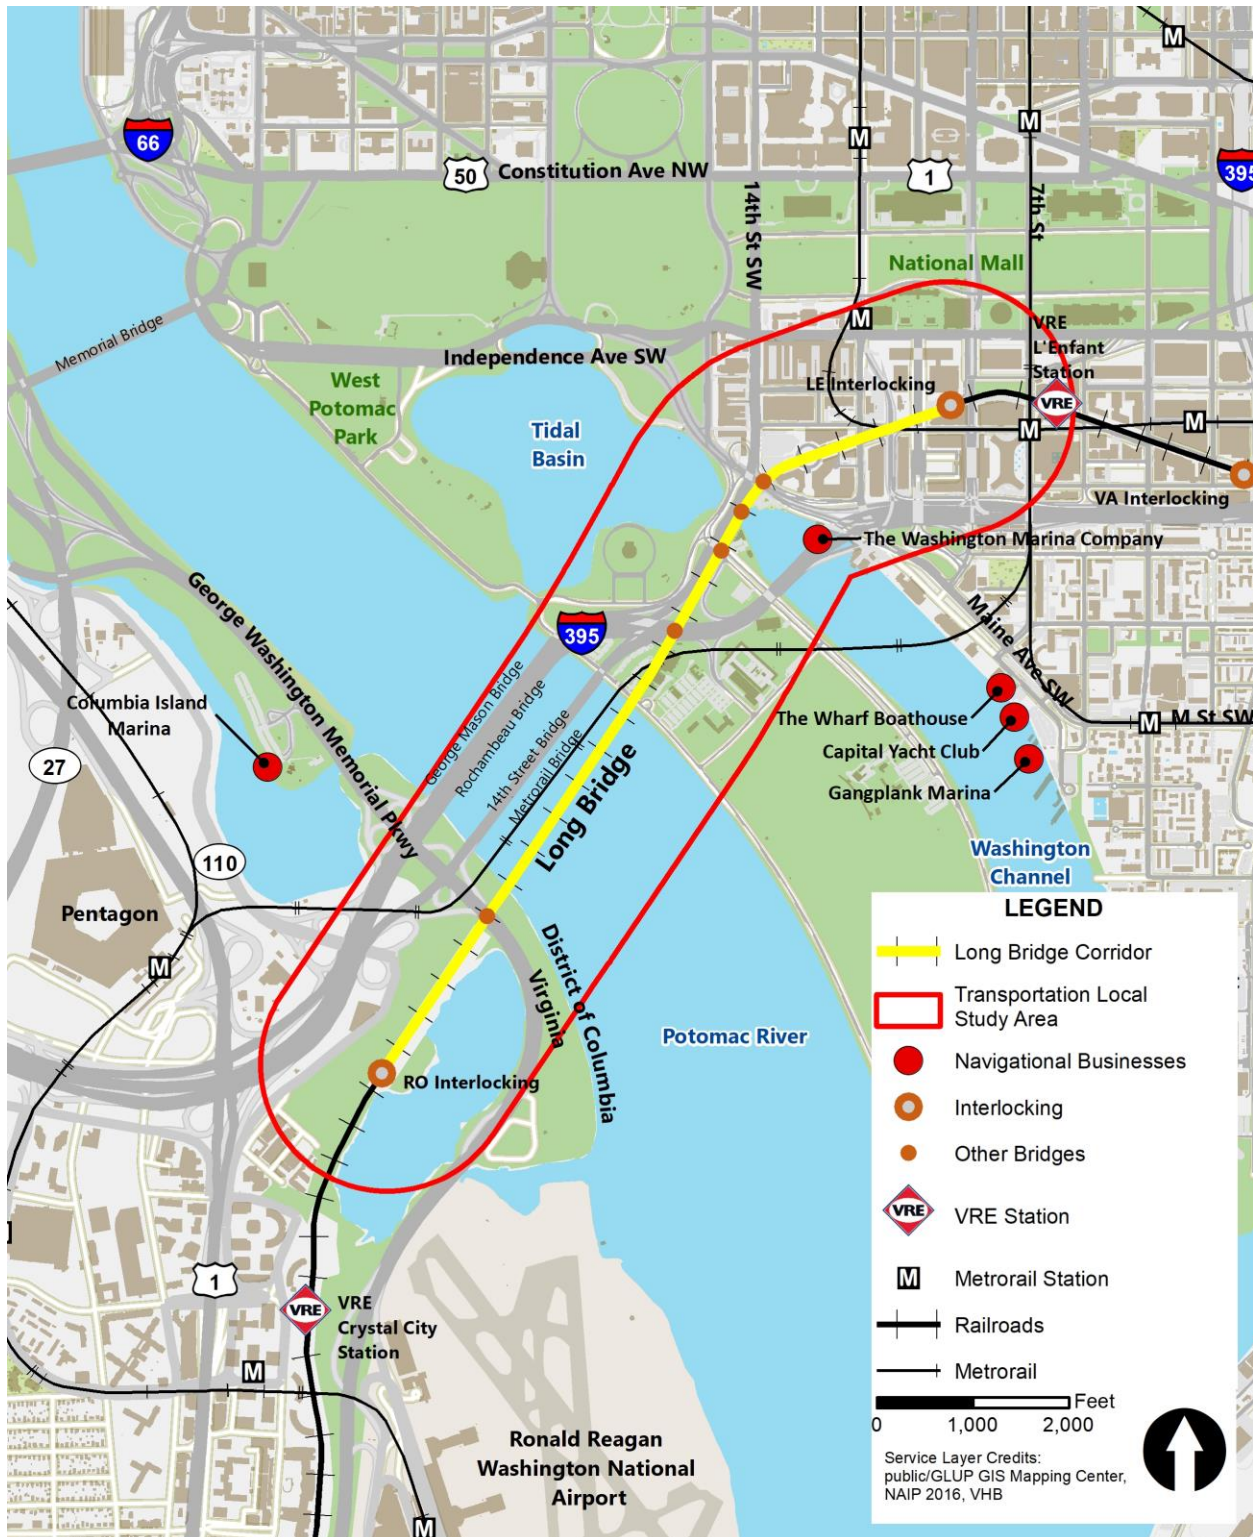 M
66
M
M
395
50
Constitution Ave NW
1
14th St SW
7th St
National Mall
Memorial Bridge
M
VRE
L'Enfant
Station
Independence Ave SW
West
Potomac
Park
LE Interlocking
VRE
Tidal
Basin
M
M
VA Interlocking
The Washington Marina Company
George Washington Memorial Pkwy
395
Maine Ave SW
George Mason Bridge
Rochambeau Bridge
14th Street Bridge
Metrorail Bridge
Long Bridge
Columbia Island
Marina
The Wharf Boathouse
M
M St SW
Capital Yacht Club
27
Gangplank Marina
110
Washington
Channel
Pentagon
M
District of Columbia
Virginia
Potomac River
RO Interlocking
1
VRE
VRE
Crystal City
Station
M
Ronald Reagan
Washington National
Airport
M
LEGEND
Long Bridge Corridor
Transportation Local
Study Area
Navigational Businesses
Interlocking
Other Bridges
VRE
VRE Station
M
Metrorail Station
Railroads
Metrorail
Feet
0 1,000 2,000
Service Layer Credits:
public/GLUP GIS Mapping Center,
NAIP 2016, VHB